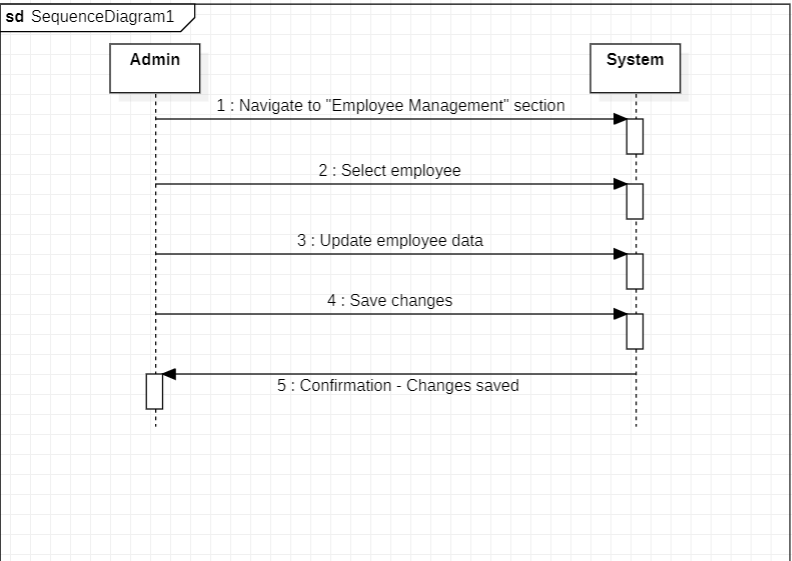 sd SequenceDiagram1
Admin
System
1 : Navigate to "Employee Management" section
2 : Select employee
3 : Update employee data
4 : Save changes
5 : Confirmation - Changes saved